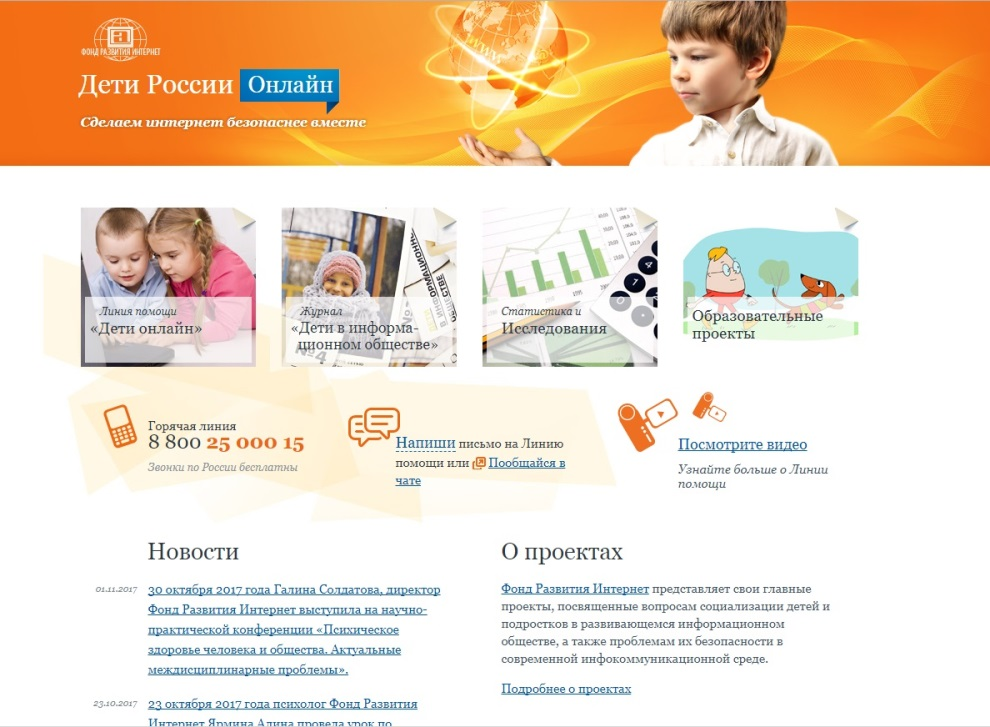 ФОНД РАЗВИТИЯ ИНТЕРНЕТ
Дети России Онлайн
Сделаем интернет безопаснее вместе
Линия помощи
«Дети онлайн»
Журнал
«Дети в информа-
ционном обществе»
№4
Статистика и
Исследования
Образовательные
проекты
Горячая линия
8 800 25 000 15
Звонки по России бесплатны
Напиши письмо на Линию
помощи или Пообщайся в
чате
Посмотрите видео
Узнайте больше о Линии
помощи
Новости
01.11.2017
30 октября 2017 года Галина Солдатова, директор
Фонд Развития Интернет выступила на научно-
практической конференции «Психическое
здоровье человека и общества. Актуальные
междисциплинарные проблемы».
23.10.2017
23 октября 2017 года психолог Фонд Развития
Интернет Ярмина Алина провела урок по
О проектах
Фонд Развития Интернет представляет свои главные
проекты, посвященные вопросам социализации детей и
подростков в развивающемся информационном
обществе, а также проблемам их безопасности в
современной инфокоммуникационной среде.
Подробнее о проектах